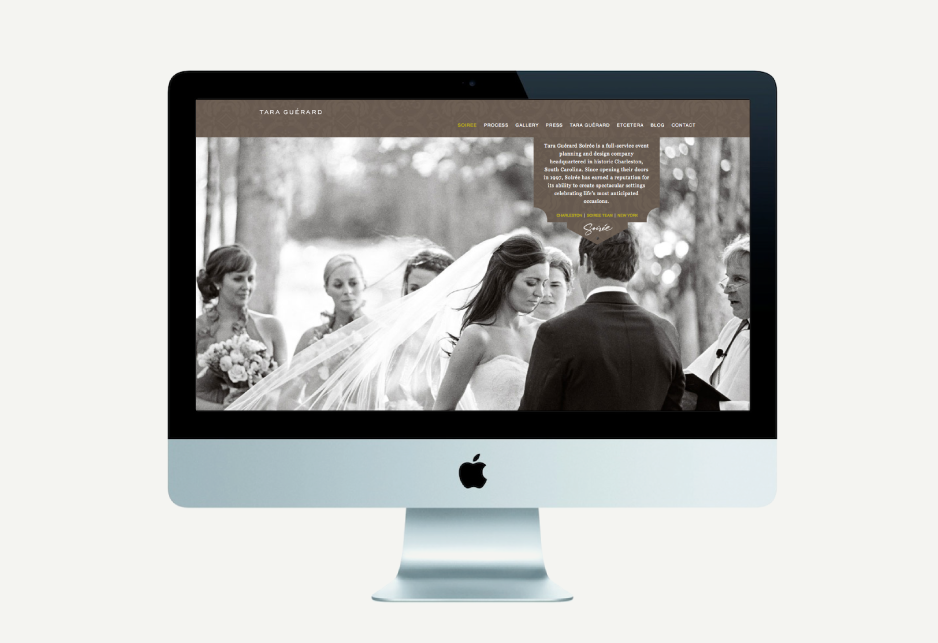 TARA GUÉRARD
SOIRÉE PROCESS GALLERY PRESS TARA GUÉRARD ETCETERA BLOG CONTACT
Tara Guérard Soirée is a full-service event
planning and design company
headquartered in historic Charleston,
South Carolina. Since opening their doors
in 1997, Soirée has earned a reputation for
its ability to create spectacular settings
celebrating life's most anticipated
occasions.
CHARLESTON | SOIRÉE TEAM | NEW YORK
Soirée